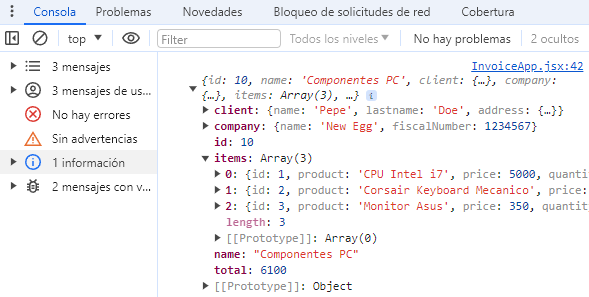 Consola Problemas Novedades Bloqueo de solicitudes de red Cobertura
top Filter Todos los niveles No hay problemas 2 ocultos
3 mensajes
3 mensajes de us...
No hay errores
Sin advertencias
1 información
2 mensajes con v...
InvoiceApp.jsx:42
{id: 10, name: 'Componentes PC', client: {…}, company:
{…}, items: Array(3), …} i
client: {name: 'Pepe', lastname: 'Doe', address: {…}}
company: {name: 'New Egg', fiscalNumber: 1234567}
id: 10
items: Array(3)
0: {id: 1, product: 'CPU Intel i7', price: 5000, quantit
1: {id: 2, product: 'Corsair Keyboard Mecanico', price:
2: {id: 3, product: 'Monitor Asus', price: 350, quantit
length: 3
[[Prototype]]: Array(0)
name: "Componentes PC"
total: 6100
[[Prototype]]: Object